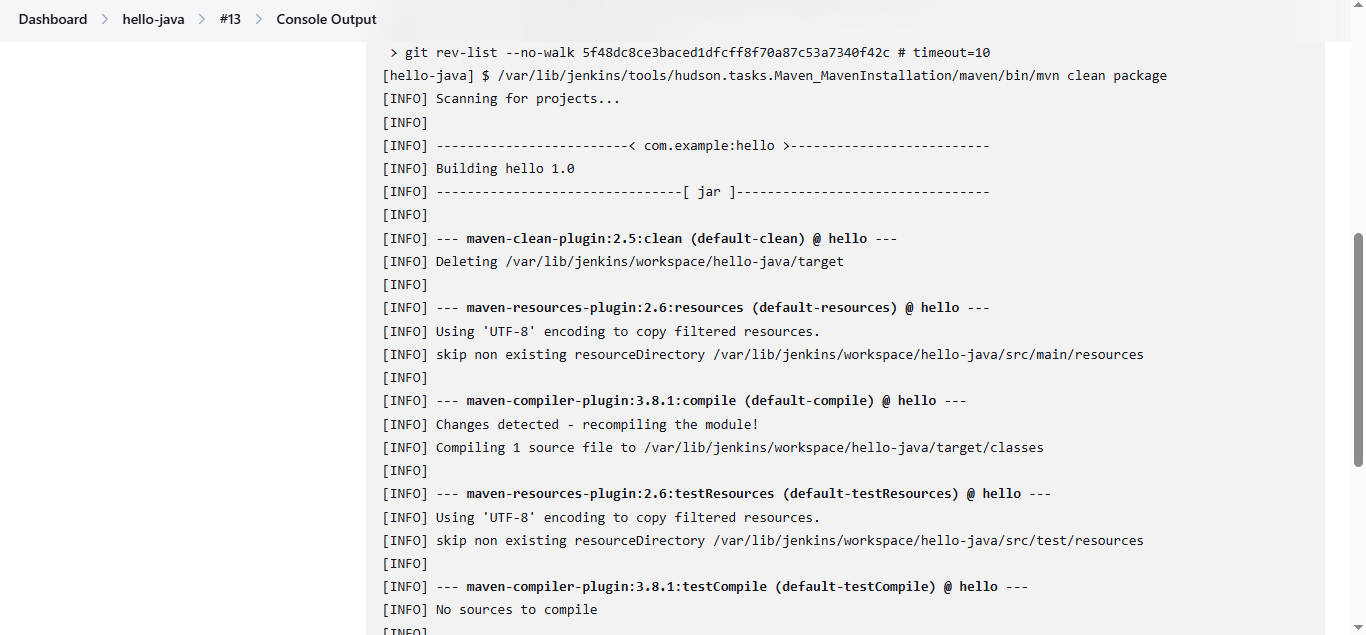 Dashboard > hello-java > #13 > Console Output
> git rev-list --no-walk 5f48dc8ce3baced1dfcff8f70a87c53a7340f42c # timeout=10
[hello-java] $ /var/lib/jenkins/tools/hudson.tasks.Maven_MavenInstallation/maven/bin/mvn clean package
[INFO] Scanning for projects...
[INFO]
[INFO] -------------------------< com.example:hello >--------------------------
[INFO] Building hello 1.0
[INFO] --------------------------------[ jar ]---------------------------------
[INFO]
[INFO] --- maven-clean-plugin:2.5:clean (default-clean) @ hello ---
[INFO] Deleting /var/lib/jenkins/workspace/hello-java/target
[INFO]
[INFO] --- maven-resources-plugin:2.6:resources (default-resources) @ hello ---
[INFO] Using 'UTF-8' encoding to copy filtered resources.
[INFO] skip non existing resourceDirectory /var/lib/jenkins/workspace/hello-java/src/main/resources
[INFO]
[INFO] --- maven-compiler-plugin:3.8.1:compile (default-compile) @ hello ---
[INFO] Changes detected - recompiling the module!
[INFO] Compiling 1 source file to /var/lib/jenkins/workspace/hello-java/target/classes
[INFO]
[INFO] --- maven-resources-plugin:2.6:testResources (default-testResources) @ hello ---
[INFO] Using 'UTF-8' encoding to copy filtered resources.
[INFO] skip non existing resourceDirectory /var/lib/jenkins/workspace/hello-java/src/test/resources
[INFO]
[INFO] --- maven-compiler-plugin:3.8.1:testCompile (default-testCompile) @ hello ---
[INFO] No sources to compile
[INFO]